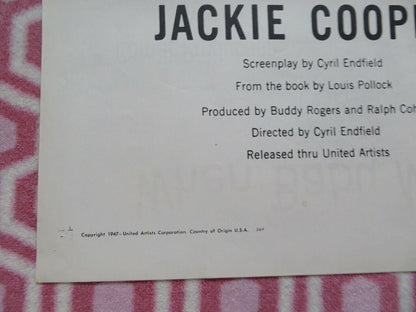 JACKIE COOP
Screenplay by Cyril Endfield
From the book by Louis Pollock
Produced by Buddy Rogers and Ralph Coh
Directed by Cyril Endfield
Released thru United Artists
Copyright 1947–United Artists Corporation. Country of Origin U.S.A.